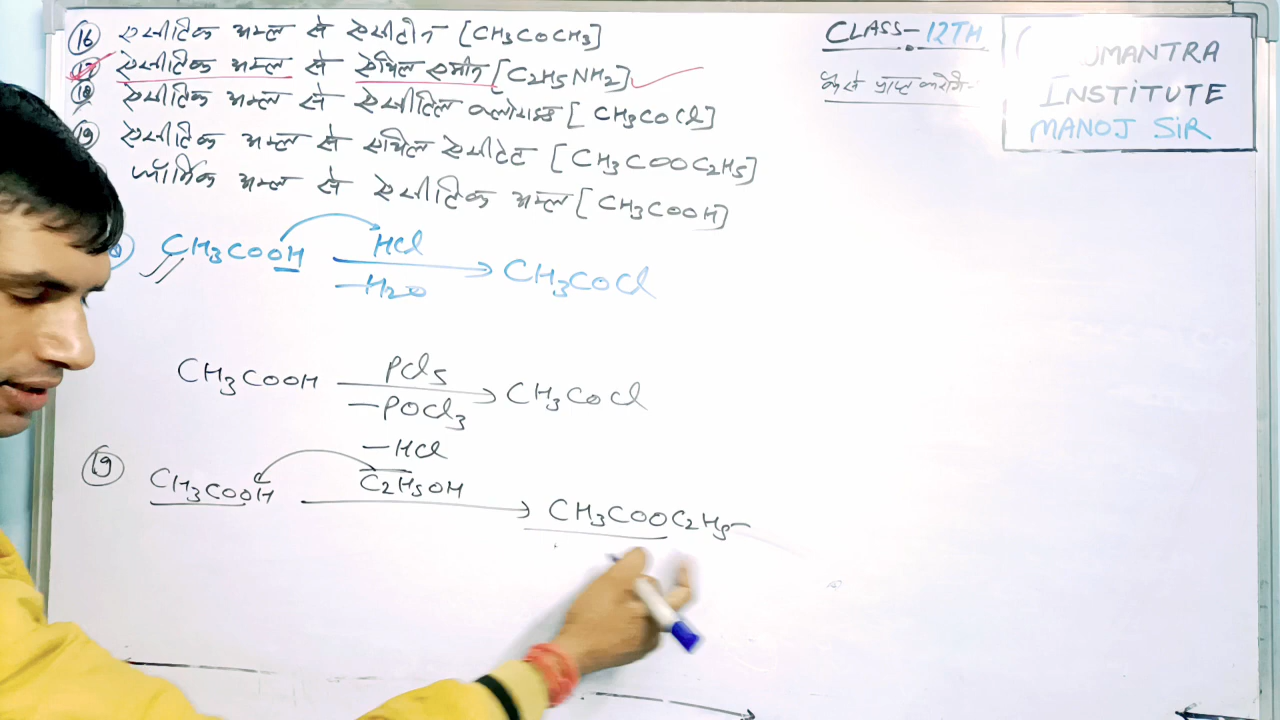 (16) एसीटिक अम्ल से एसीटोन [CH3COCH3]
(17) एसीटिक अम्ल से एथिल एमीन [C2H5NH2]
(18) एसीटिक अम्ल से एसीटिल क्लोराइड [CH3COCl]
(19) एसीटिक अम्ल से एथिल एसीटेट [CH3COOC2H5]
फॉर्मिक अम्ल से एसीटिक अम्ल [CH3COOH]
CLASS-12TH
कैसे प्राप्त करोगे-
UMANTRA
INSTITUTE
MANOJ SIR
CH3COOH HCl CH3COCl
-H2O
CH3COOH PCl5 CH3COCl
-POCl3
-HCl
(19) CH3COOH C2H5OH CH3COOC2H5